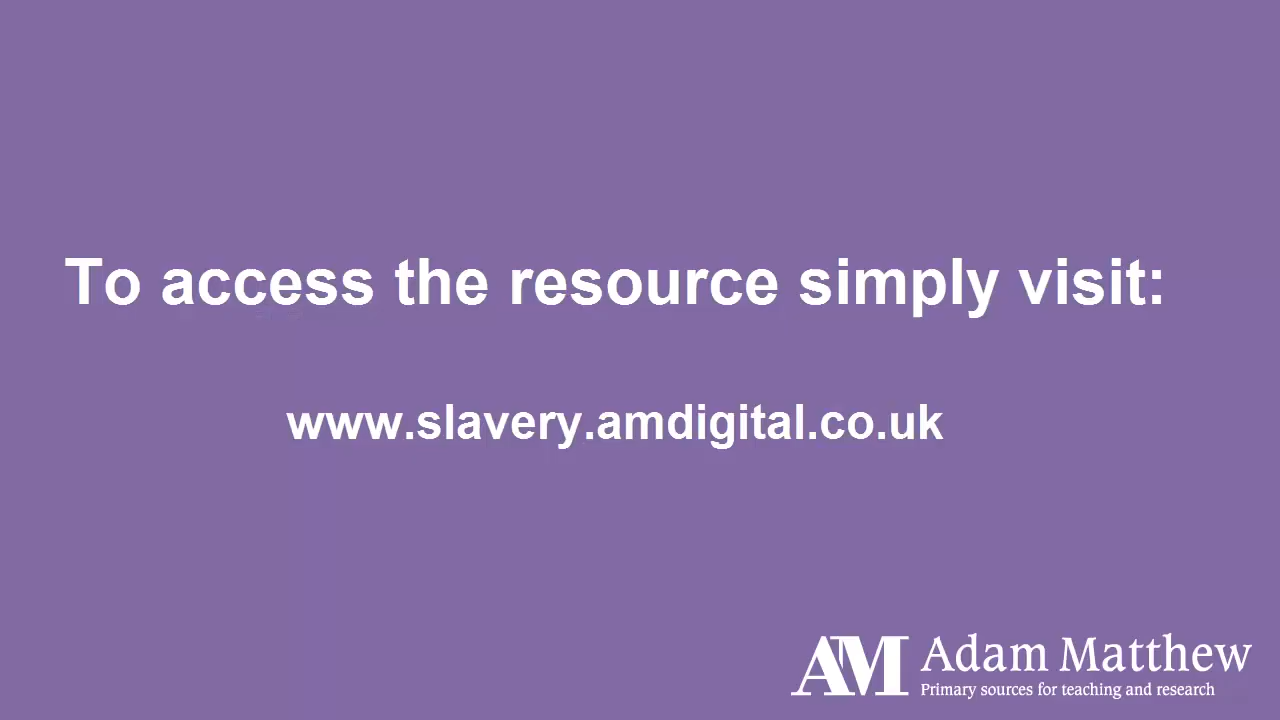 To access the resource simply visit:
www.slavery.amdigital.co.uk
AM Adam Matthew
Primary sources for teaching and research